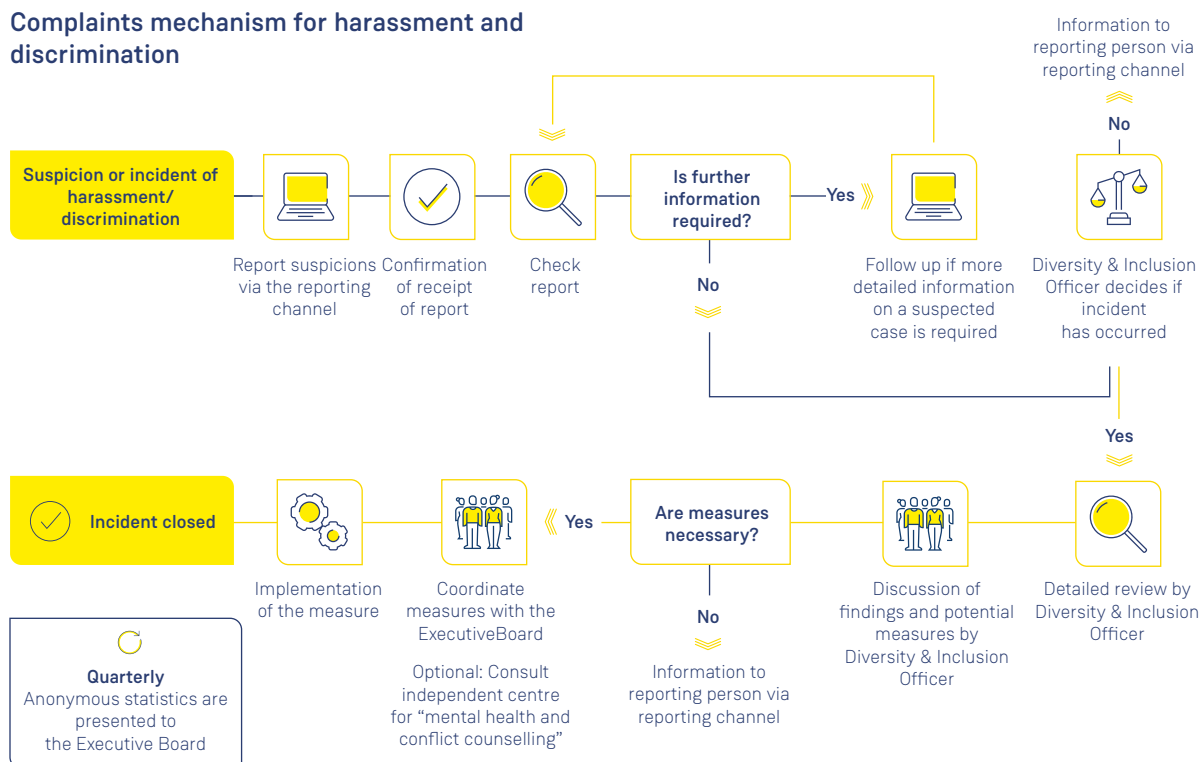 Complaints mechanism for harassment and
discrimination
Information to
reporting person via
reporting channel
No
Suspicion or incident of
harassment/
discrimination
Report suspicions
via the reporting
channel
Confirmation
of receipt
of report
Check
report
Is further
information
required?
Yes
No
Follow up if more
detailed information
on a suspected
case is required
Diversity & Inclusion
Officer decides if
incident
has occurred
Yes
Detailed review by
Diversity & Inclusion
Officer
Discussion of
findings and potential
measures by
Diversity & Inclusion
Officer
Are measures
necessary?
No
Information to
reporting person via
reporting channel
Yes
Coordinate
measures with the
ExecutiveBoard
Optional: Consult
independent centre
for “mental health and
conflict counselling”
Implementation
of the measure
Incident closed
Quarterly
Anonymous statistics are
presented to
the Executive Board